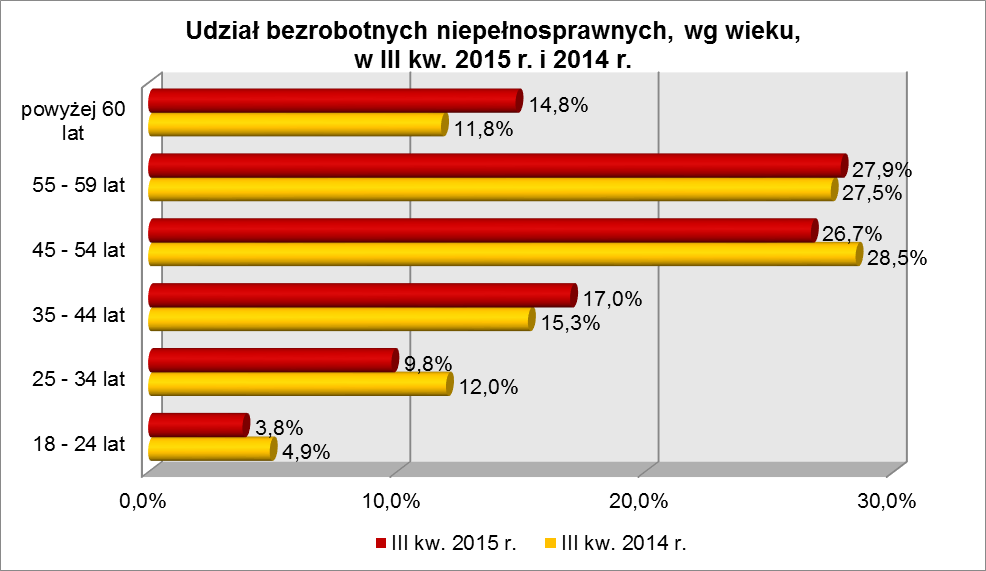 Udział bezrobotnych niepełnosprawnych, wg wieku,
w III kw. 2015 r. i 2014 r.
powyżej 60
lat
14,8%
11,8%
55 - 59 lat
27,9%
27,5%
45 - 54 lat
26,7%
28,5%
35 - 44 lat
17,0%
15,3%
25 - 34 lat
9,8%
12,0%
18 - 24 lat
3,8%
4,9%
0,0% 10,0% 20,0% 30,0%
III kw. 2015 r. III kw. 2014 r.